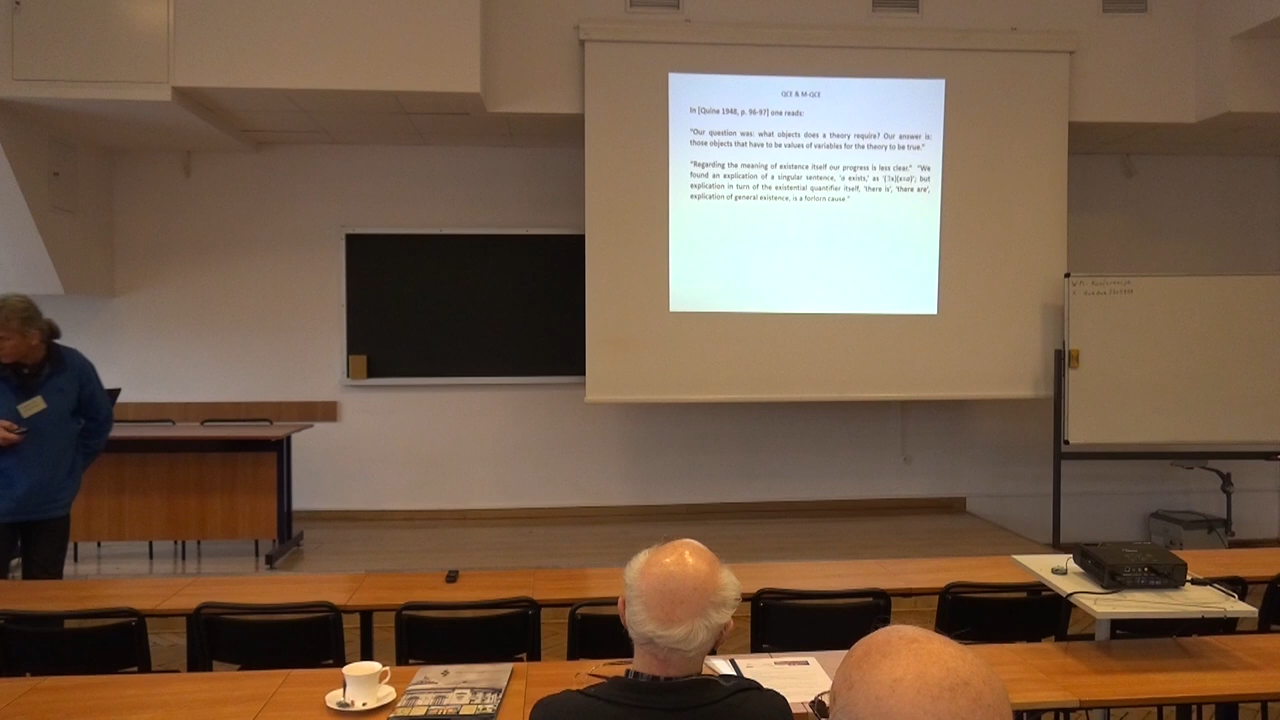 QCE & M-QCE
In [Quine 1948, p. 96-97] one reads:
"Our question was: what objects does a theory require? Our answer is:
those objects that have to be values of variables for the theory to be true."
"Regarding the meaning of existence itself our progress is less clear." "We
found an explication of a singular sentence, 'a exists,' as '(∃x)(x=a)'; but
explication in turn of the existential quantifier itself, 'there is', 'there are',
explication of general existence, is a forlorn cause."